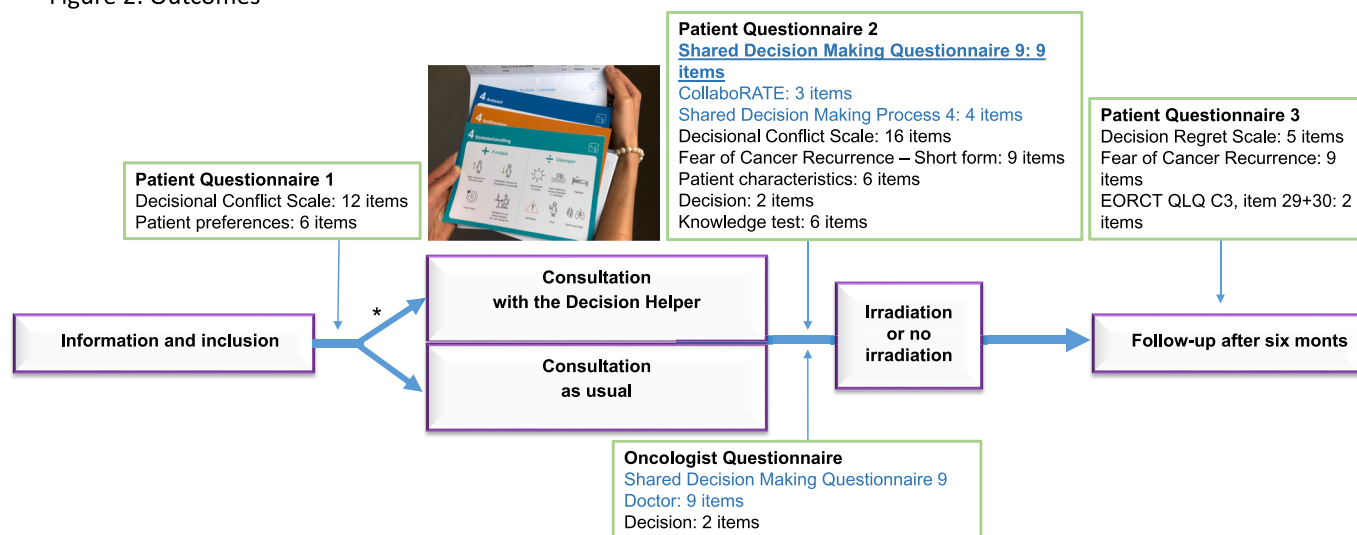 Figure 2. Outcomes
Patient Questionnaire 1
Decisional Conflict Scale: 12 items
Patient preferences: 6 items
4 Stråbehandling
Patient Questionnaire 2
Shared Decision Making Questionnaire 9: 9
items
CollaboRATE: 3 items
Shared Decision Making Process 4: 4 items
Decisional Conflict Scale: 16 items
Fear of Cancer Recurrence – Short form: 9 items
Patient characteristics: 6 items
Decision: 2 items
Knowledge test: 6 items
Patient Questionnaire 3
Decision Regret Scale: 5 items
Fear of Cancer Recurrence: 9
items
EORCT QLQ C3, item 29+30: 2
items
Information and inclusion
*
Consultation
with the Decision Helper
Consultation
as usual
Irradiation
or no
irradiation
Follow-up after six monts
Oncologist Questionnaire
Shared Decision Making Questionnaire 9
Doctor: 9 items
Decision: 2 items